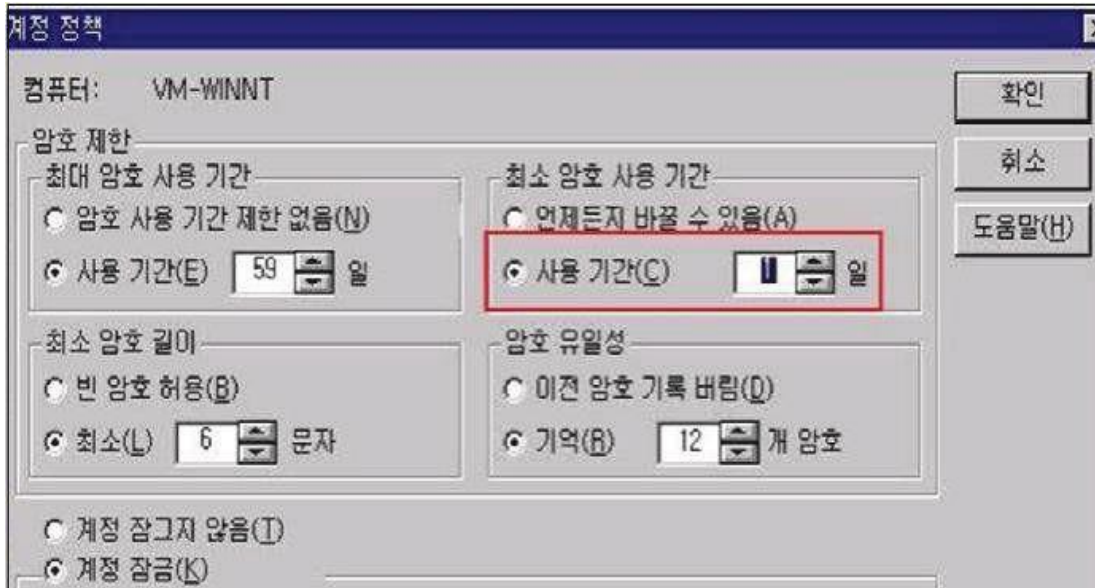 계정 정책
컴퓨터: VM-WINNT
확인
취소
도움말(H)
암호 제한
최대 암호 사용 기간
암호 사용 기간 제한 없음(N)
사용 기간(E) 59 일
최소 암호 사용 기간
언제든지 바꿀 수 있음(A)
사용 기간(C) 1 일
최소 암호 길이
빈 암호 허용(B)
최소(L) 6 문자
암호 유일성
이전 암호 기록 버림(D)
기억(R) 12 개 암호
계정 잠그지 않음(T)
계정 잠금(K)